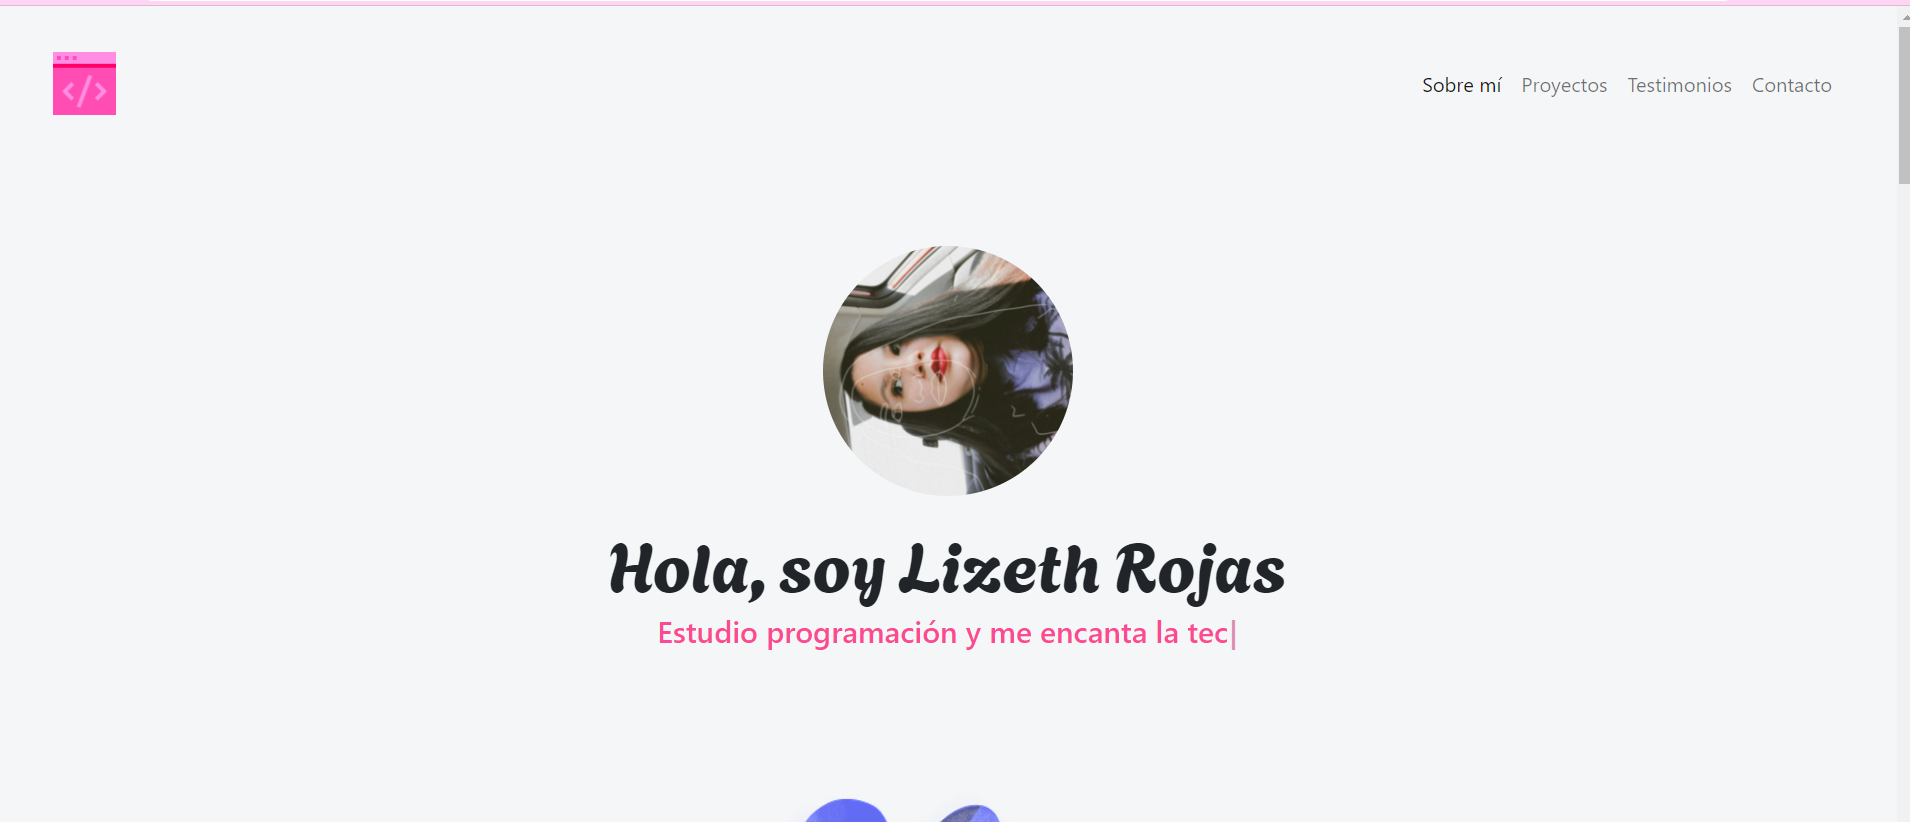 </>
Sobre mí Proyectos Testimonios Contacto
Hola, soy Lizeth Rojas
Estudio programación y me encanta la tec|